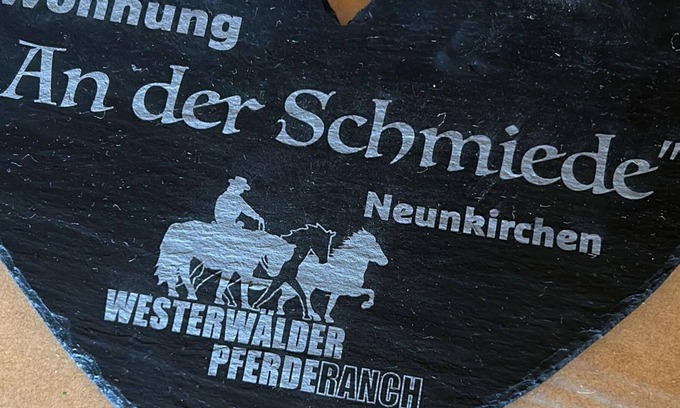 wohnung
An der Schmiede"
Neunkirchen
WESTERWÄLDER
PFERDERANCH